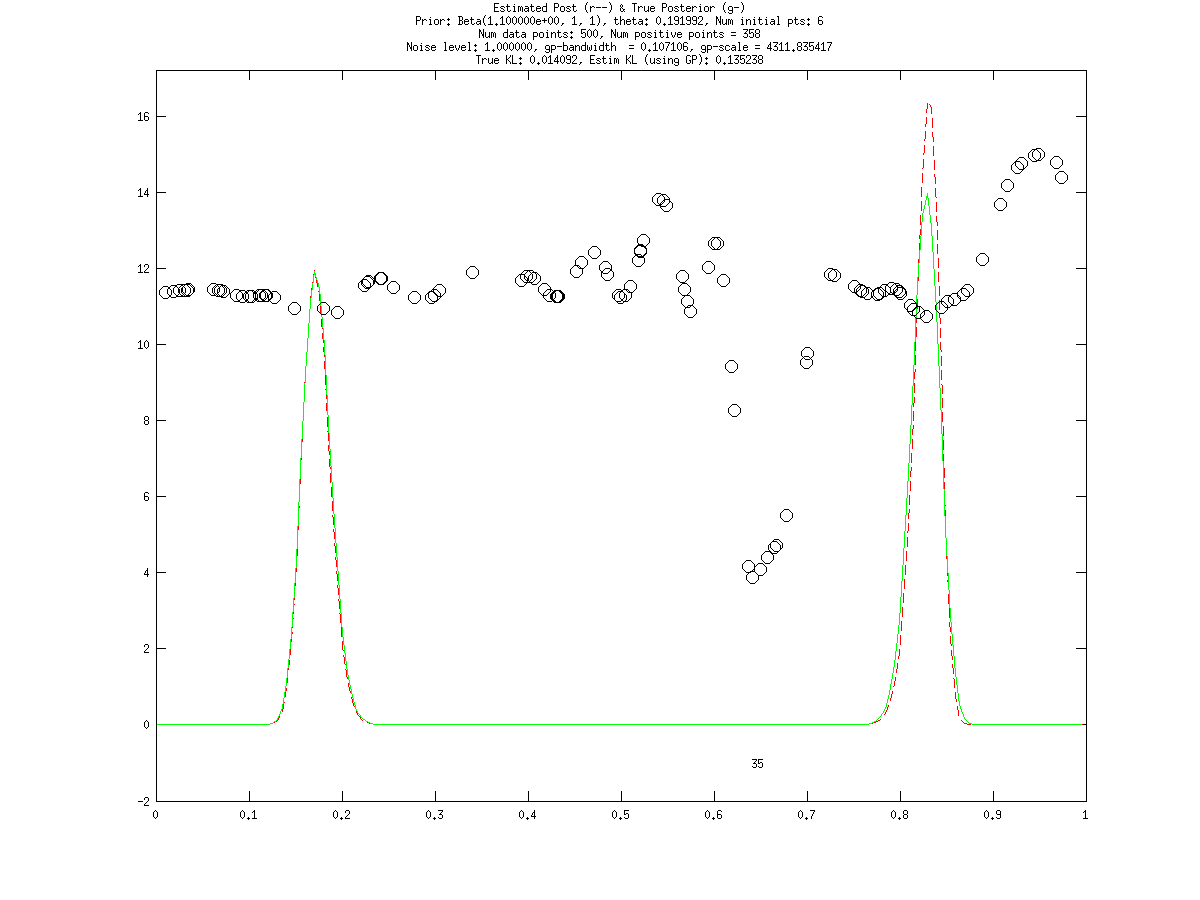 Estimated Post (r--) & True Posterior (g-)
Prior: Beta(1.100000e+00, 1, 1), theta: 0.191992, Num initial pts: 6
Num data points: 500, Num positive points = 358
Noise level: 1.000000, gp-bandwidth  = 0.107106, gp-scale = 4311.835417
True KL: 0.014092, Estim KL (using GP): 0.135238
16
14
12
10
8
6
4
2
0
35
-2
0 0.1 0.2 0.3 0.4 0.5 0.6 0.7 0.8 0.9 1